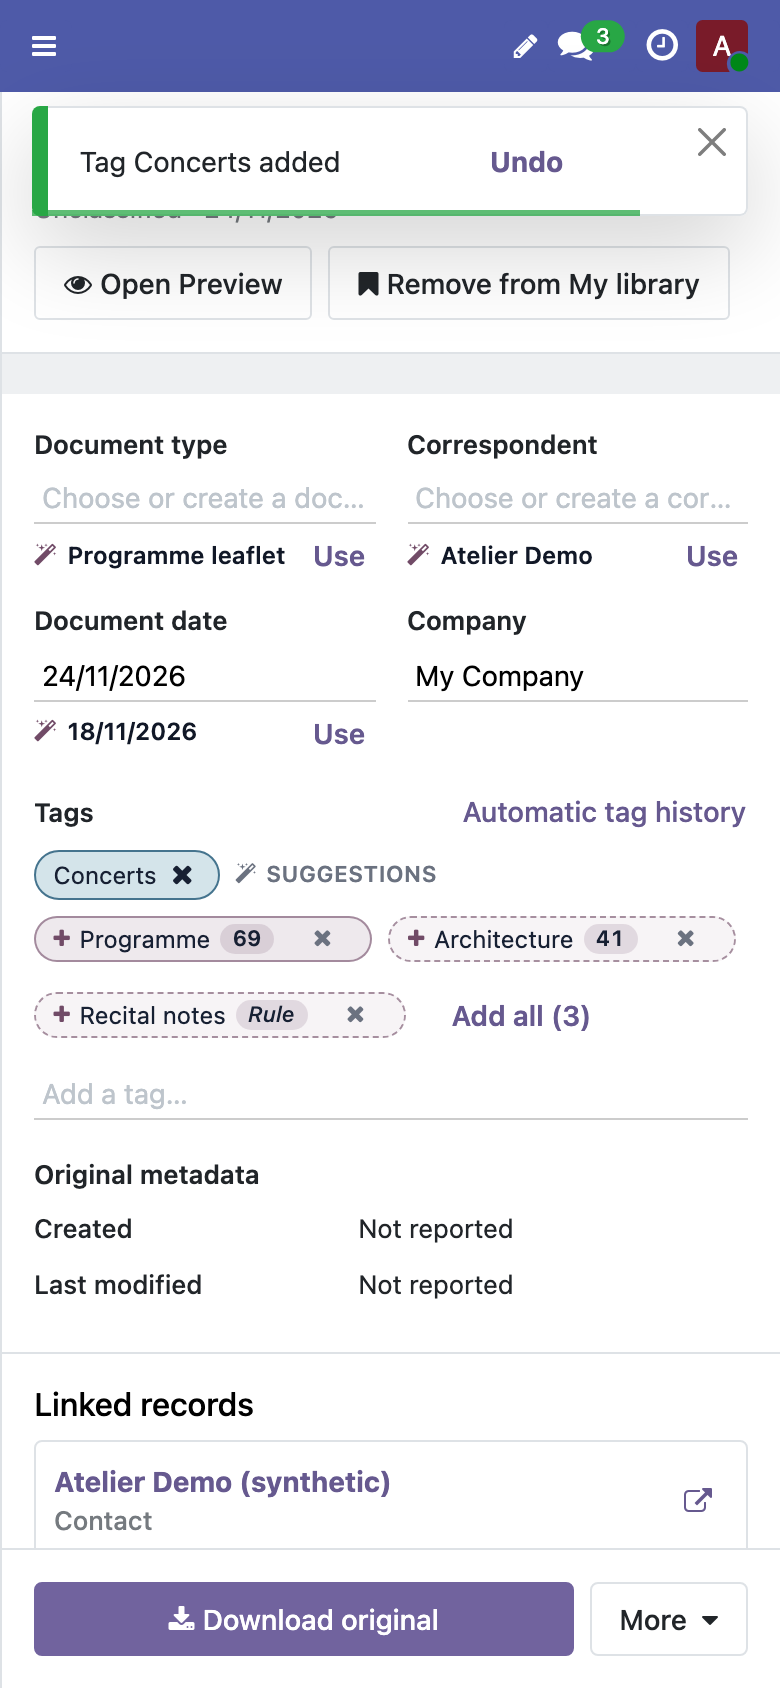 3
A
Tag Concerts added
Undo
Open Preview
Remove from My library
Document type
Correspondent
Choose or create a doc...
Choose or create a cor...
Programme leaflet Use
Atelier Demo Use
Document date
Company
24/11/2026
My Company
18/11/2026 Use
Tags
Automatic tag history
Concerts
SUGGESTIONS
Programme 69
Architecture 41
Recital notes Rule
Add all (3)
Add a tag...
Original metadata
Created Not reported
Last modified Not reported
Linked records
Atelier Demo (synthetic)
Contact
Download original
More